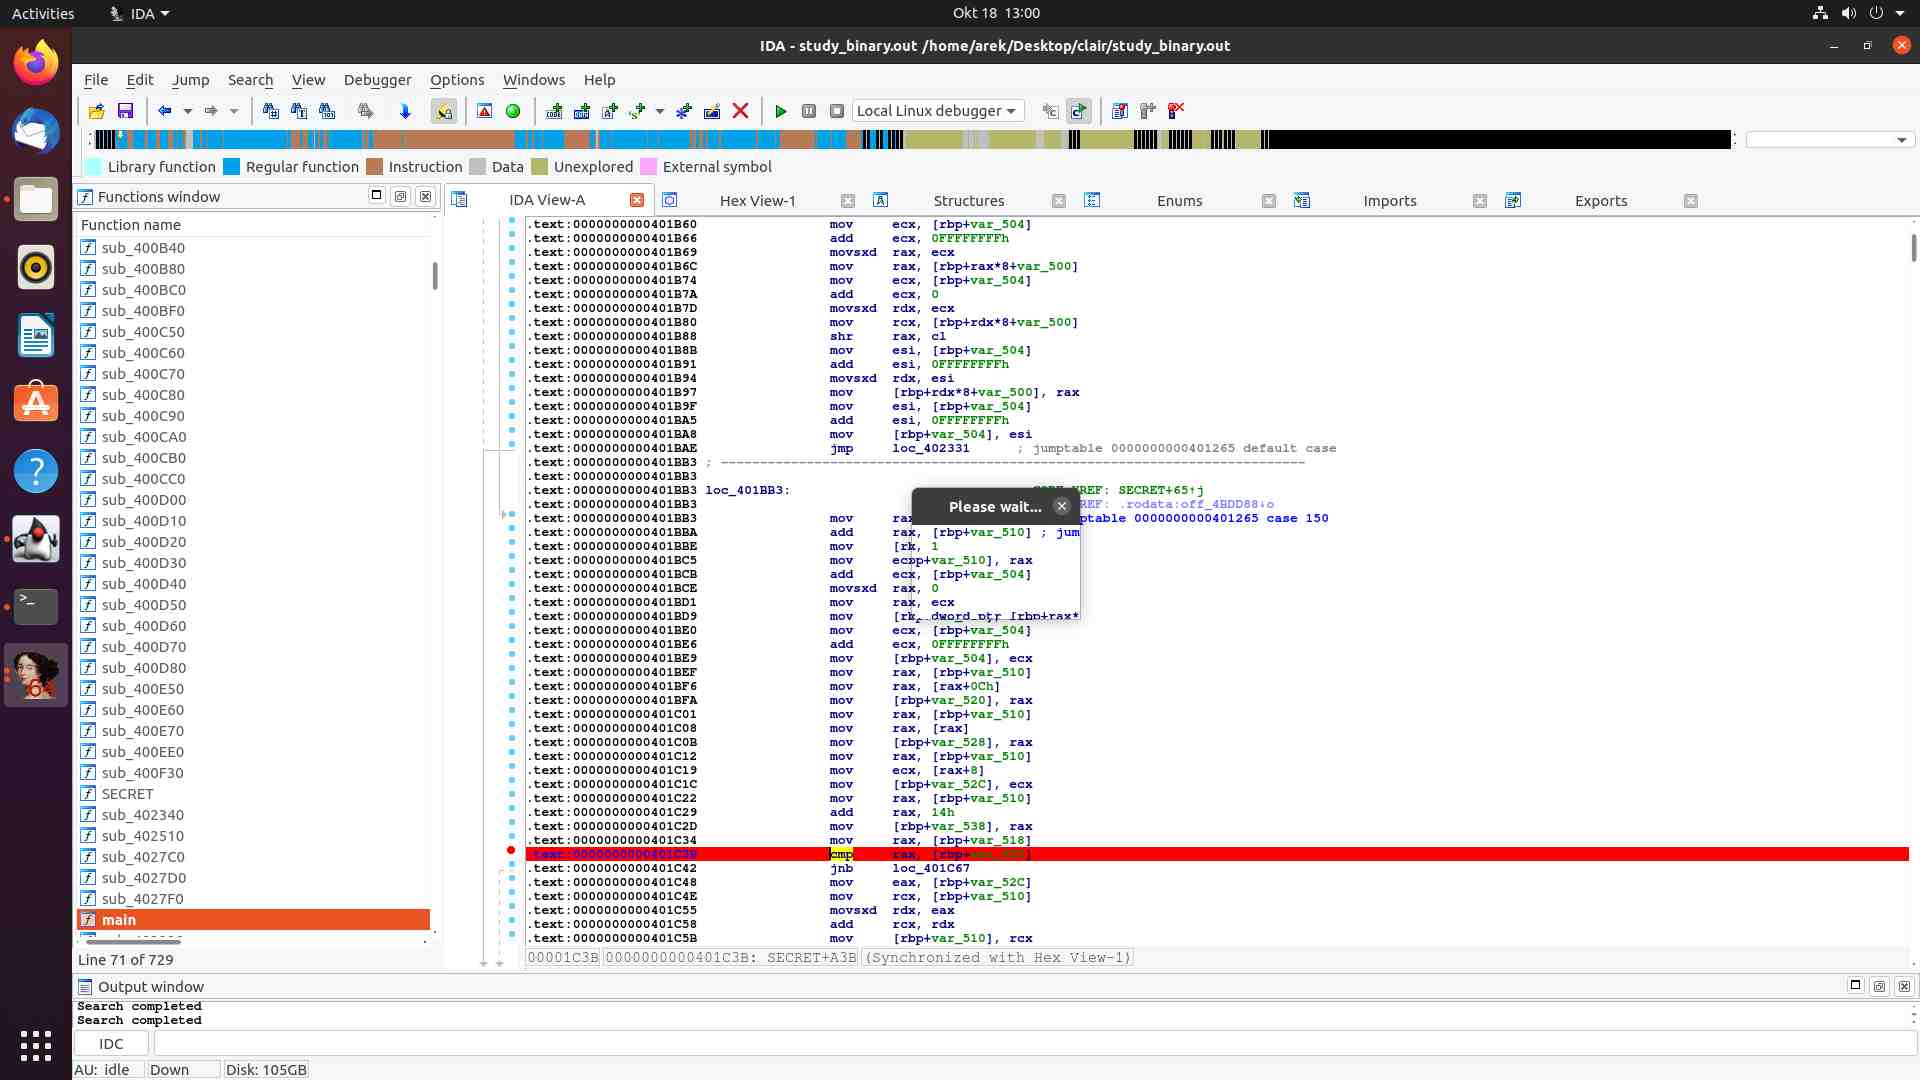 Activities IDA Okt 18 13:00
IDA - study_binary.out /home/arek/Desktop/clair/study_binary.out
File Edit Jump Search View Debugger Options Windows Help
Local Linux debugger
Library function Regular function Instruction Data Unexplored External symbol
Functions window
IDA View-A Hex View-1 Structures Enums Imports Exports
Function name
sub_400B40
sub_400B80
sub_400BC0
sub_400BF0
sub_400C50
sub_400C60
sub_400C70
sub_400C80
sub_400C90
sub_400CA0
sub_400CB0
sub_400CC0
sub_400D00
sub_400D10
sub_400D20
sub_400D30
sub_400D40
sub_400D50
sub_400D60
sub_400D70
sub_400D80
sub_400E50
sub_400E60
sub_400E70
sub_400EE0
sub_400F30
SECRET
sub_402340
sub_402510
sub_4027C0
sub_4027D0
sub_4027F0
main
Line 71 of 729
.text:0000000000401B60 mov ecx, [rbp+var_504]
.text:0000000000401B66 add ecx, 0FFFFFFFFh
.text:0000000000401B69 movsxd rax, ecx
.text:0000000000401B6C mov rax, [rbp+rax*8+var_500]
.text:0000000000401B74 mov ecx, [rbp+var_504]
.text:0000000000401B7A add ecx, 0
.text:0000000000401B7D movsxd rdx, ecx
.text:0000000000401B80 mov rcx, [rbp+rdx*8+var_500]
.text:0000000000401B88 shr rax, cl
.text:0000000000401B8B mov esi, [rbp+var_504]
.text:0000000000401B91 add esi, 0FFFFFFFFh
.text:0000000000401B94 movsxd rdx, esi
.text:0000000000401B97 mov [rbp+rdx*8+var_500], rax
.text:0000000000401B9F mov esi, [rbp+var_504]
.text:0000000000401BA5 add esi, 0FFFFFFFFh
.text:0000000000401BA8 mov [rbp+var_504], esi
.text:0000000000401BAE jmp loc_402331 ; jumptable 0000000000401265 default case
.text:0000000000401BB3 ; ---------------------------------------------------------------------------
.text:0000000000401BB3
.text:0000000000401BB3 loc_401BB3: XREF: SECRET+65↑j
.text:0000000000401BB3 XREF: .rodata:off_4BDD88↓o
.text:0000000000401BB3 mov ptable 0000000000401265 case 150
.text:0000000000401BBA add rax, [rbp+var_510] ; jum
.text:0000000000401BBE mov 1
.text:0000000000401BC5 mov +var_510], rax
.text:0000000000401BCB add ecx, [rbp+var_504]
.text:0000000000401BCE movsxd rax, 0
.text:0000000000401BD1 mov rax, ecx
.text:0000000000401BD9 mov dword ptr [rbp+rax*
.text:0000000000401BE0 mov ecx, [rbp+var_504]
.text:0000000000401BE6 add ecx, 0FFFFFFFFh
.text:0000000000401BE9 mov [rbp+var_504], ecx
.text:0000000000401BEF mov rax, [rbp+var_510]
.text:0000000000401BF6 mov rax, [rax+0Ch]
.text:0000000000401BFA mov [rbp+var_520], rax
.text:0000000000401C01 mov rax, [rbp+var_510]
.text:0000000000401C08 mov rax, [rax]
.text:0000000000401C0B mov [rbp+var_528], rax
.text:0000000000401C12 mov rax, [rbp+var_510]
.text:0000000000401C19 mov ecx, [rax+8]
.text:0000000000401C1C mov [rbp+var_52C], ecx
.text:0000000000401C22 mov rax, [rbp+var_510]
.text:0000000000401C29 add rax, 14h
.text:0000000000401C2D mov [rbp+var_538], rax
.text:0000000000401C34 mov rax, [rbp+var_518]
.text:0000000000401C3B cmp rax,
.text:0000000000401C42 jnb loc_401C67
.text:0000000000401C48 mov eax, [rbp+var_52C]
.text:0000000000401C4E mov rcx, [rbp+var_510]
.text:0000000000401C55 movsxd rdx, eax
.text:0000000000401C58 add rcx, rdx
.text:0000000000401C5B mov [rbp+var_510], rcx
Please wait...
00001C3B 0000000000401C3B: SECRET+A3B (Synchronized with Hex View-1)
Output window
Search completed
Search completed
IDC
AU: idle Down Disk: 105GB